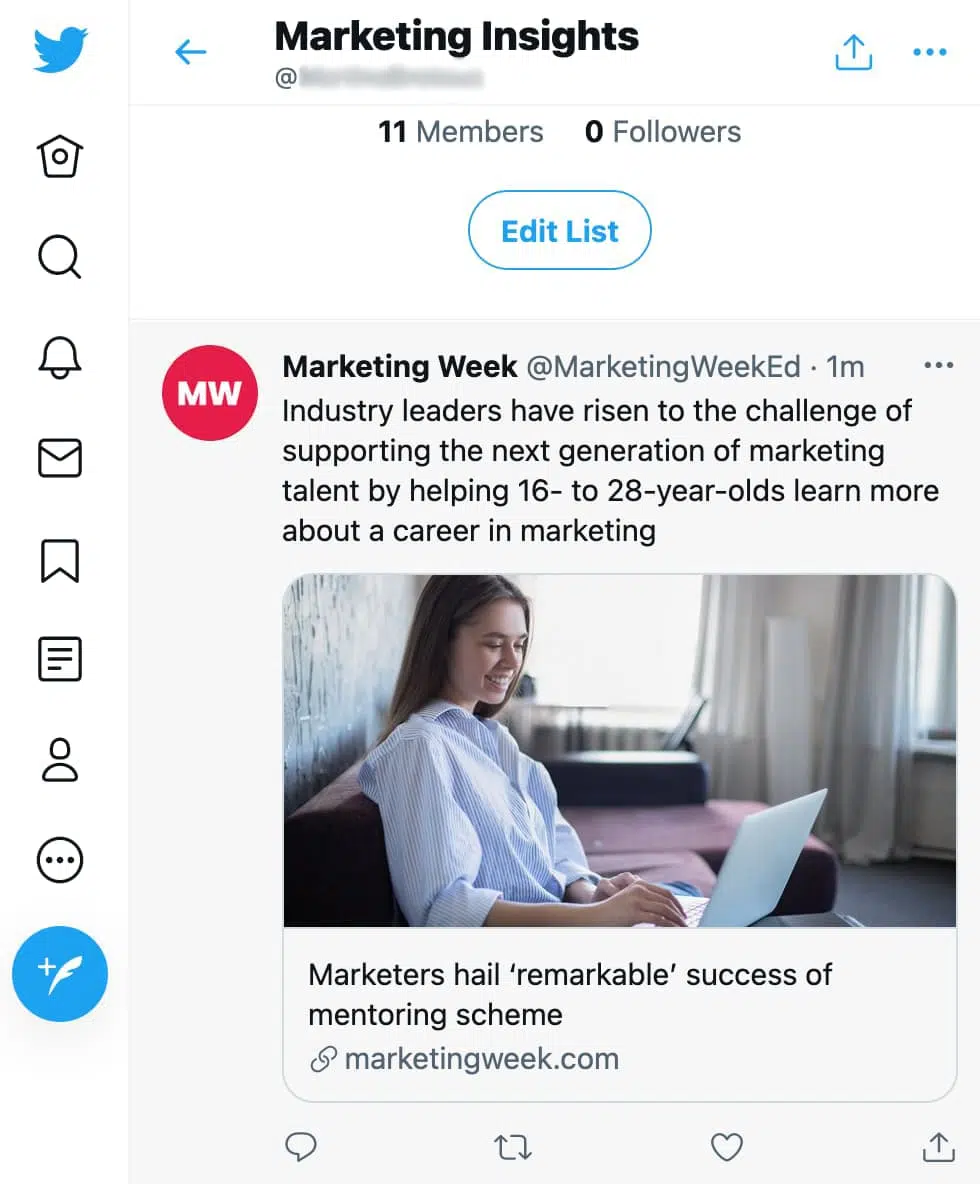 Marketing Insights
@
11 Members 0 Followers
Edit List
MW
Marketing Week @MarketingWeekEd · 1m
Industry leaders have risen to the challenge of
supporting the next generation of marketing
talent by helping 16- to 28-year-olds learn more
about a career in marketing
Marketers hail ‘remarkable’ success of
mentoring scheme
marketingweek.com